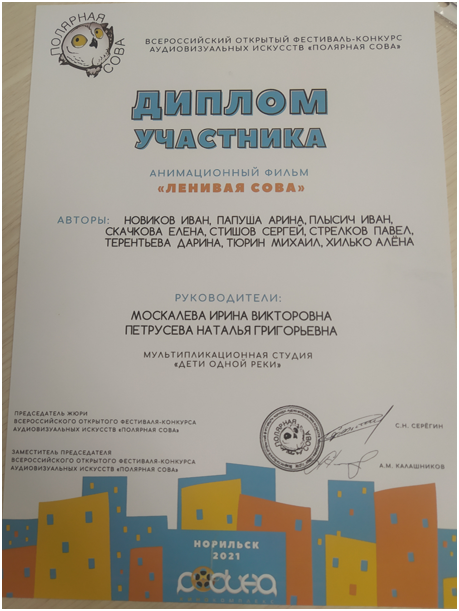 ПОЛЯРНАЯ
СОВА
ВСЕРОССИЙСКИЙ ОТКРЫТЫЙ ФЕСТИВАЛЬ-КОНКУРС
АУДИОВИЗУАЛЬНЫХ ИСКУССТВ «ПОЛЯРНАЯ СОВА»
ДИПЛОМ
УЧАСТНИКА
АНИМАЦИОННЫЙ ФИЛЬМ
«ЛЕНИВАЯ СОВА»
АВТОРЫ: НОВИКОВ ИВАН, ПАПУША АРИНА, ПЛЫСИЧ ИВАН,
СКАЧКОВА ЕЛЕНА, СТИШОВ СЕРГЕЙ, СТРЕЛКОВ ПАВЕЛ,
ТЕРЕНТЬЕВА ДАРИНА, ТЮРИН МИХАИЛ, ХИЛЬКО АЛЁНА
РУКОВОДИТЕЛИ:
МОСКАЛЕВА ИРИНА ВИКТОРОВНА
ПЕТРУСЕВА НАТАЛЬЯ ГРИГОРЬЕВНА
МУЛЬТИПЛИКАЦИОННАЯ СТУДИЯ
«ДЕТИ ОДНОЙ РЕКИ»
ПРЕДСЕДАТЕЛЬ ЖЮРИ
ВСЕРОССИЙСКОГО ОТКРЫТОГО ФЕСТИВАЛЯ-КОНКУРСА
АУДИОВИЗУАЛЬНЫХ ИСКУССТВ «ПОЛЯРНАЯ СОВА»
С.Н. СЕРЁГИН
ЗАМЕСТИТЕЛЬ ПРЕДСЕДАТЕЛЯ
ВСЕРОССИЙСКОГО ОТКРЫТОГО ФЕСТИВАЛЯ-КОНКУРСА
АУДИОВИЗУАЛЬНЫХ ИСКУССТВ «ПОЛЯРНАЯ СОВА»
А.М. КАЛАШНИКОВ
ПОЛЯРНАЯ
СОВА
НОРИЛЬСК
2021
РОДИНА